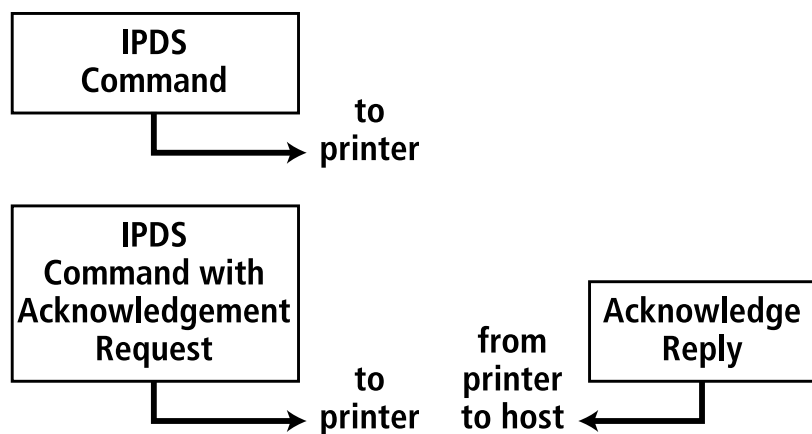 IPDS
Command
to
printer
IPDS
Command with
Acknowledgement
Request
to
printer
from
printer
to host
Acknowledge
Reply